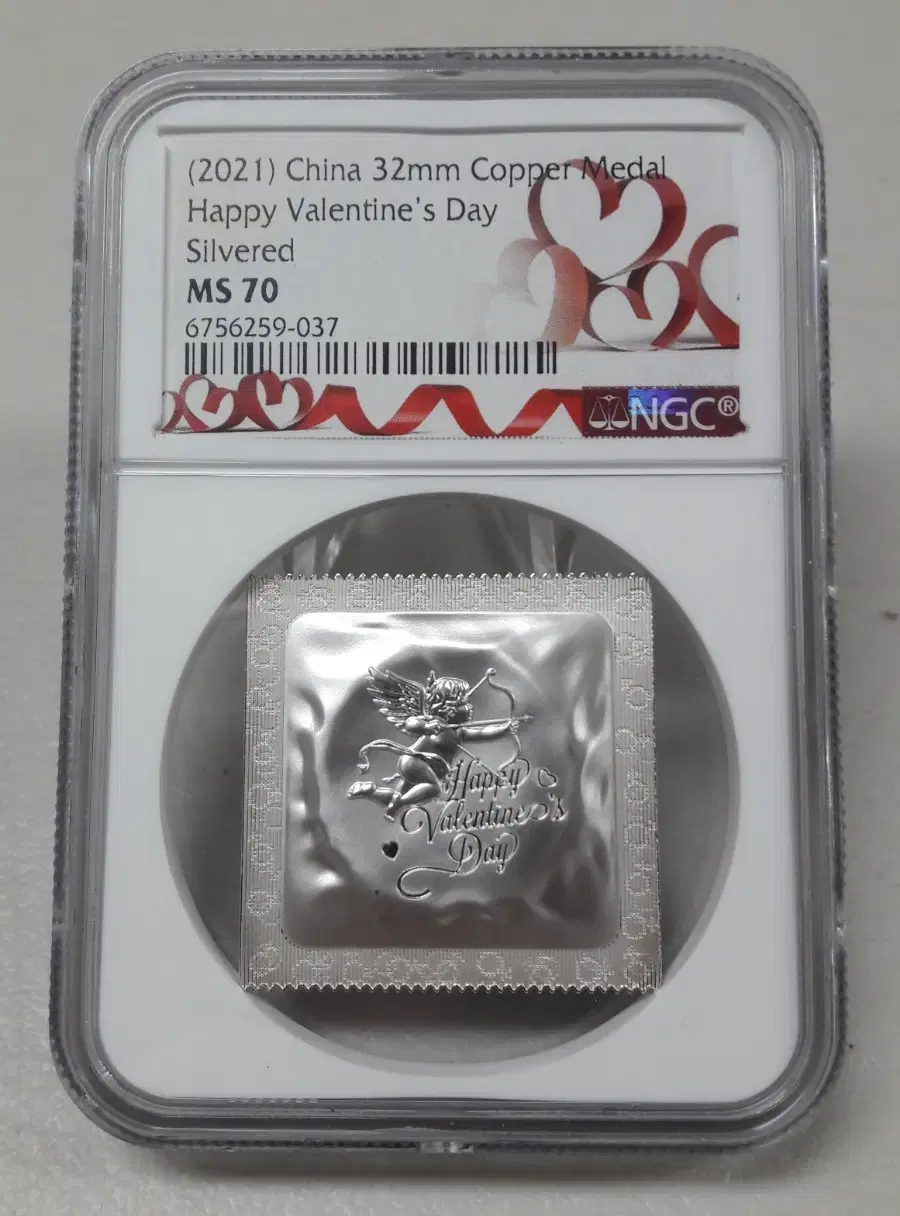 (2021) China 32mm Copper Medal
Happy Valentine's Day
Silvered
MS 70
6756259-037
NGC®
Happy
Valentine's
Day